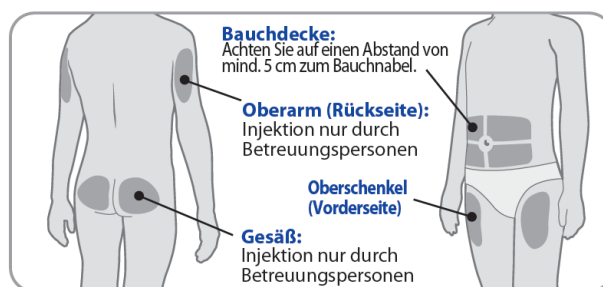 Bauchdecke:
Achten Sie auf einen Abstand von
mind. 5 cm zum Bauchnabel.
Oberarm (Rückseite):
Injektion nur durch
Betreuungspersonen
Oberschenkel
(Vorderseite)
Gesäß:
Injektion nur durch
Betreuungspersonen